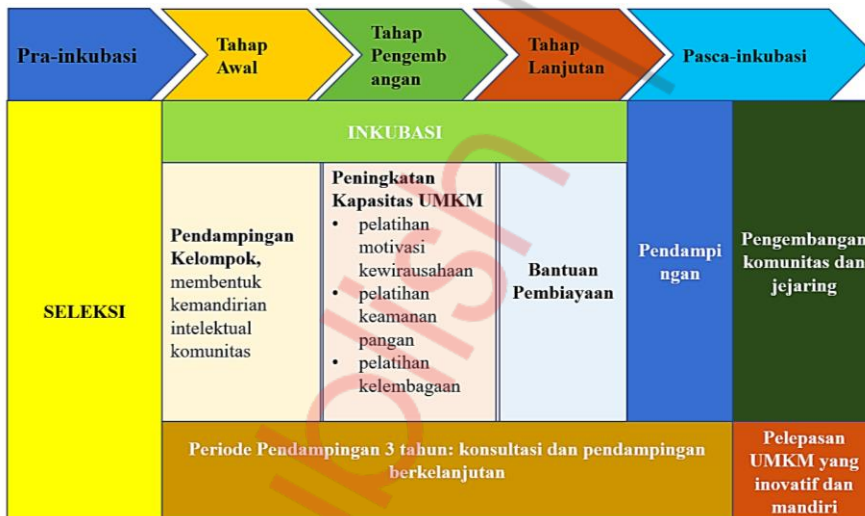 Pra-inkubasi
Tahap
Awal
Tahap
Pengemb
angan
Tahap
Lanjutan
Pasca-inkubasi
INKUBASI
SELEKSI
Pendampingan
Kelompok,
membentuk
kemandirian
intelektual
komunitas
Peningkatan
Kapasitas UMKM
• pelatihan
motivasi
kewirausahaan
• pelatihan
keamanan
pangan
• pelatihan
kelembagaan
Bantuan
Pembiayaan
Pendampi
ngan
Pengembangan
komunitas dan
jejaring
Periode Pendampingan 3 tahun: konsultasi dan pendampingan
berkelanjutan
Pelepasan
UMKM yang
inovatif dan
mandiri